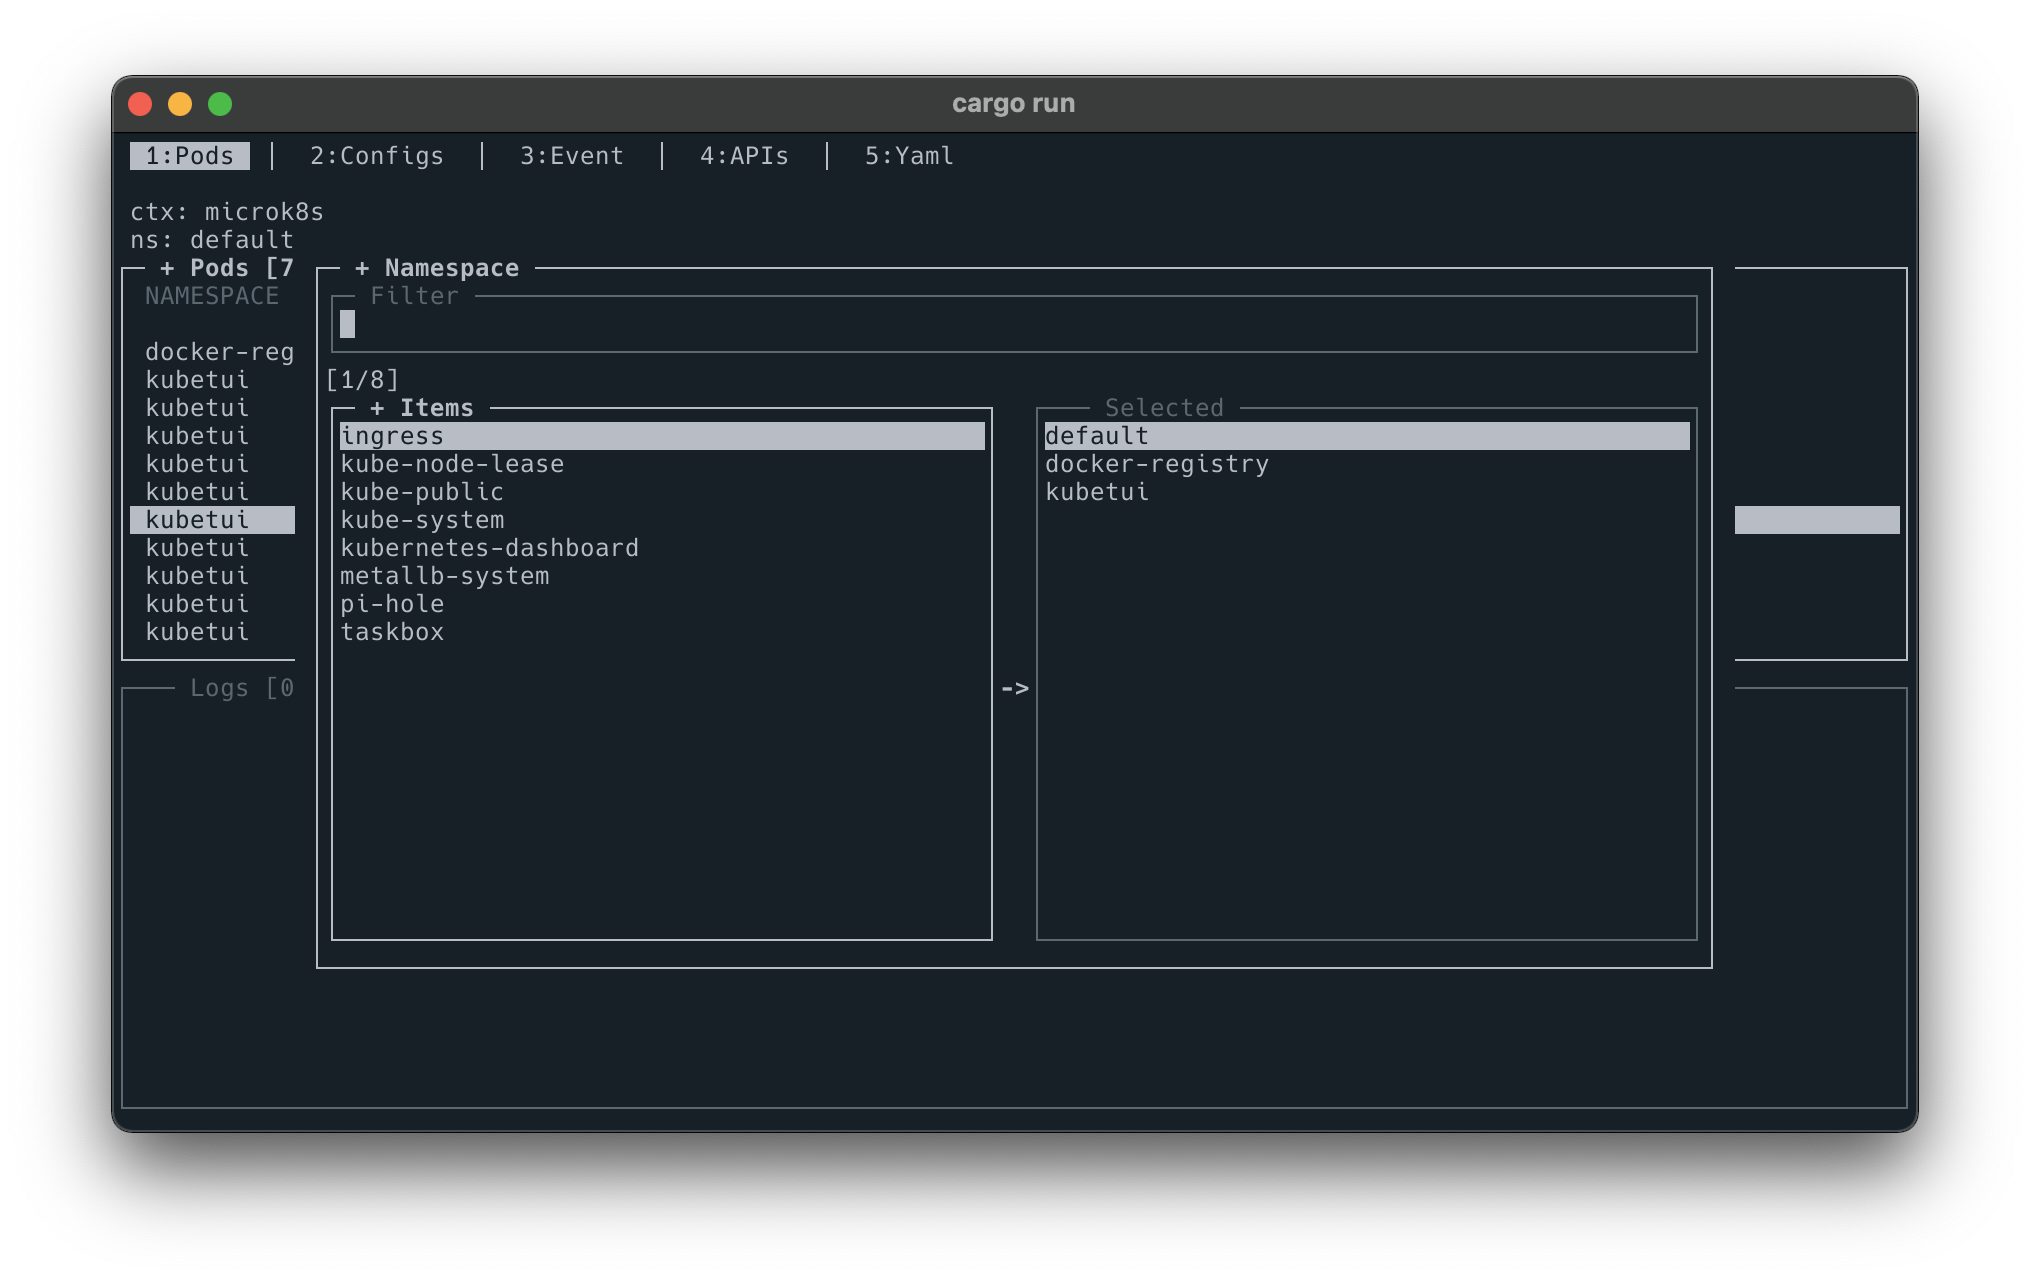 cargo run
1:Pods │ 2:Configs │ 3:Event │ 4:APIs │ 5:Yaml
ctx: microk8s
ns: default
+ Pods [7
NAMESPACE
docker-reg
kubetui
kubetui
kubetui
kubetui
kubetui
kubetui
kubetui
kubetui
kubetui
kubetui
Logs [0
+ Namespace
Filter
[1/8]
+ Items
ingress
kube-node-lease
kube-public
kube-system
kubernetes-dashboard
metallb-system
pi-hole
taskbox
->
Selected
default
docker-registry
kubetui